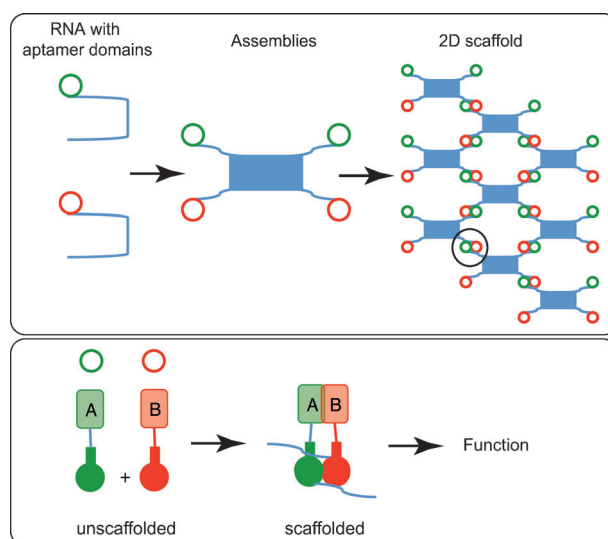 RNA with
aptamer domains
Assemblies
2D scaffold
A
B
A
B
+
Function
unscaffolded
scaffolded